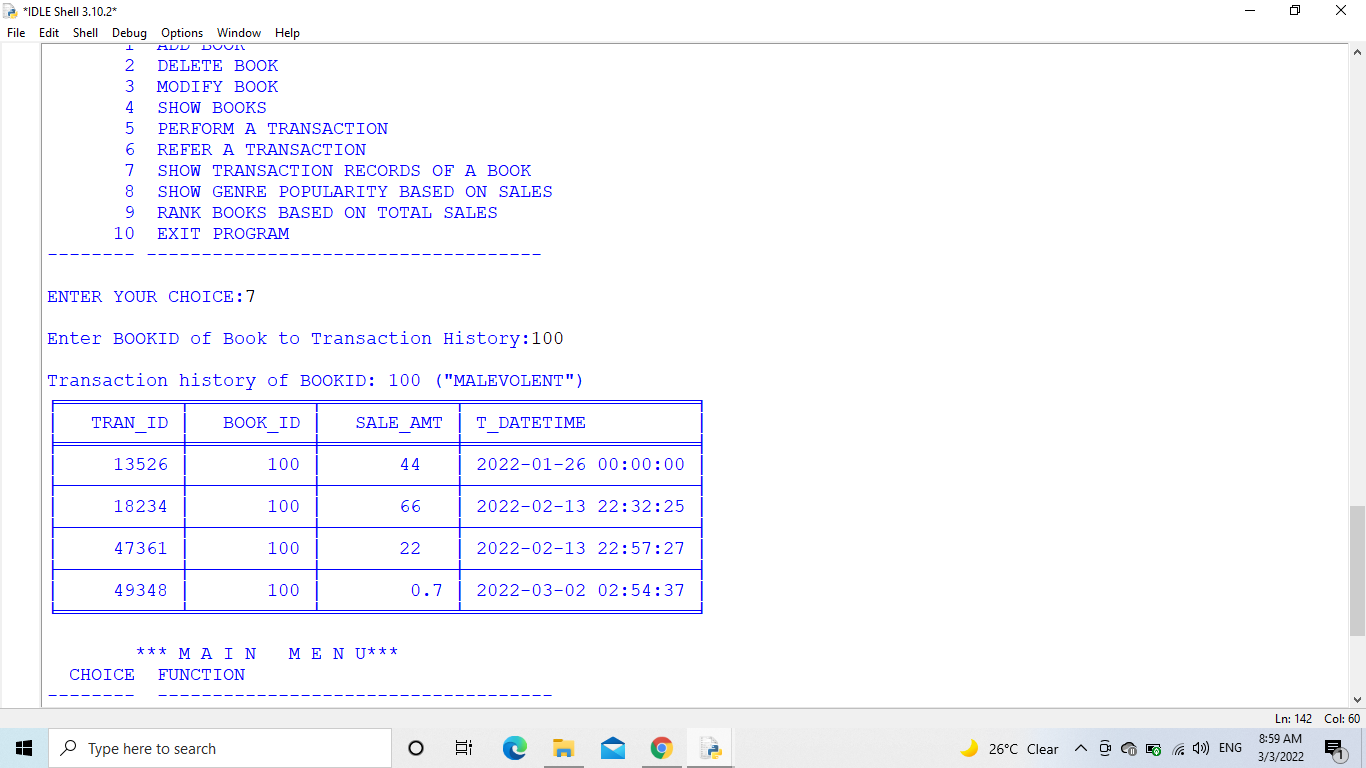 *IDLE Shell 3.10.2*
File Edit Shell Debug Options Window Help
1 ADD BOOK
2 DELETE BOOK
3 MODIFY BOOK
4 SHOW BOOKS
5 PERFORM A TRANSACTION
6 REFER A TRANSACTION
7 SHOW TRANSACTION RECORDS OF A BOOK
8 SHOW GENRE POPULARITY BASED ON SALES
9 RANK BOOKS BASED ON TOTAL SALES
10 EXIT PROGRAM
-------- ------------------------------------
ENTER YOUR CHOICE:7
Enter BOOKID of Book to Transaction History:100
Transaction history of BOOKID: 100 ("MALEVOLENT")
TRAN_ID BOOK_ID SALE_AMT T_DATETIME
13526 100 44 2022-01-26 00:00:00
18234 100 66 2022-02-13 22:32:25
47361 100 22 2022-02-13 22:57:27
49348 100 0.7 2022-03-02 02:54:37
*** M A I N M E N U***
CHOICE FUNCTION
-------- ------------------------------------
Ln: 142 Col: 60
Type here to search
26°C Clear
ENG
8:59 AM
3/3/2022
1